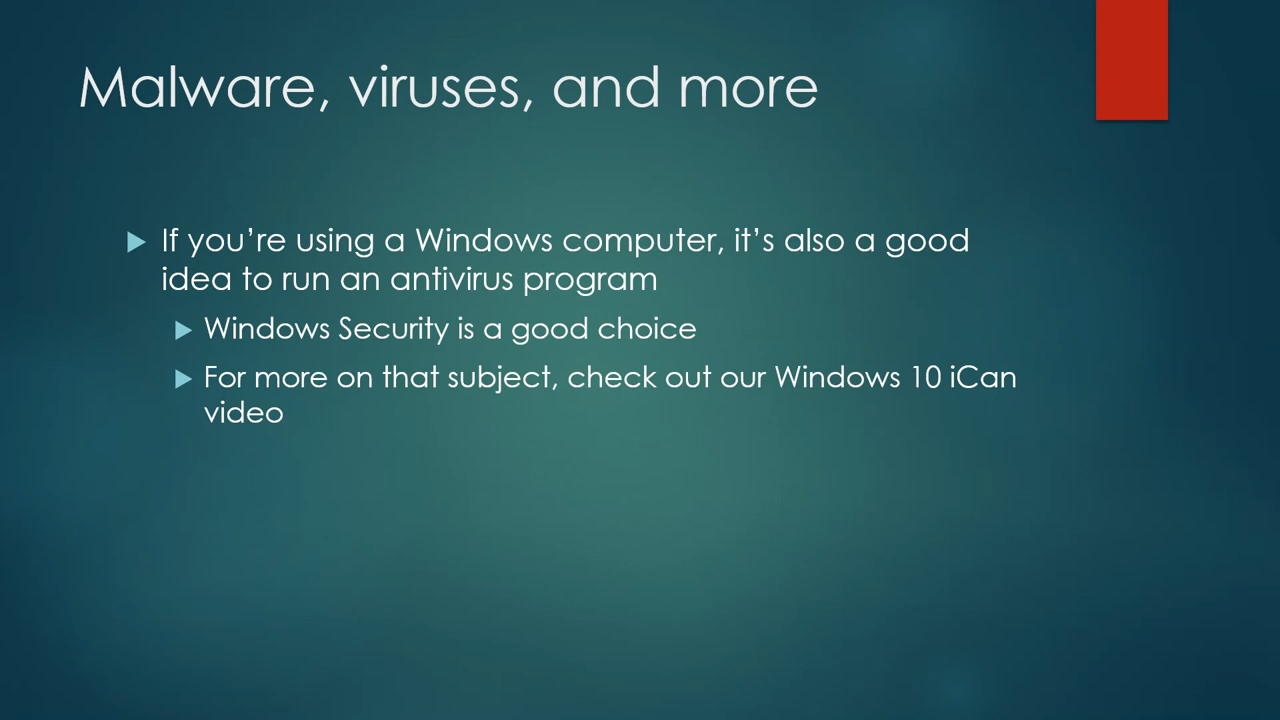 Malware, viruses, and more
If you’re using a Windows computer, it’s also a good
idea to run an antivirus program
Windows Security is a good choice
For more on that subject, check out our Windows 10 iCan
video